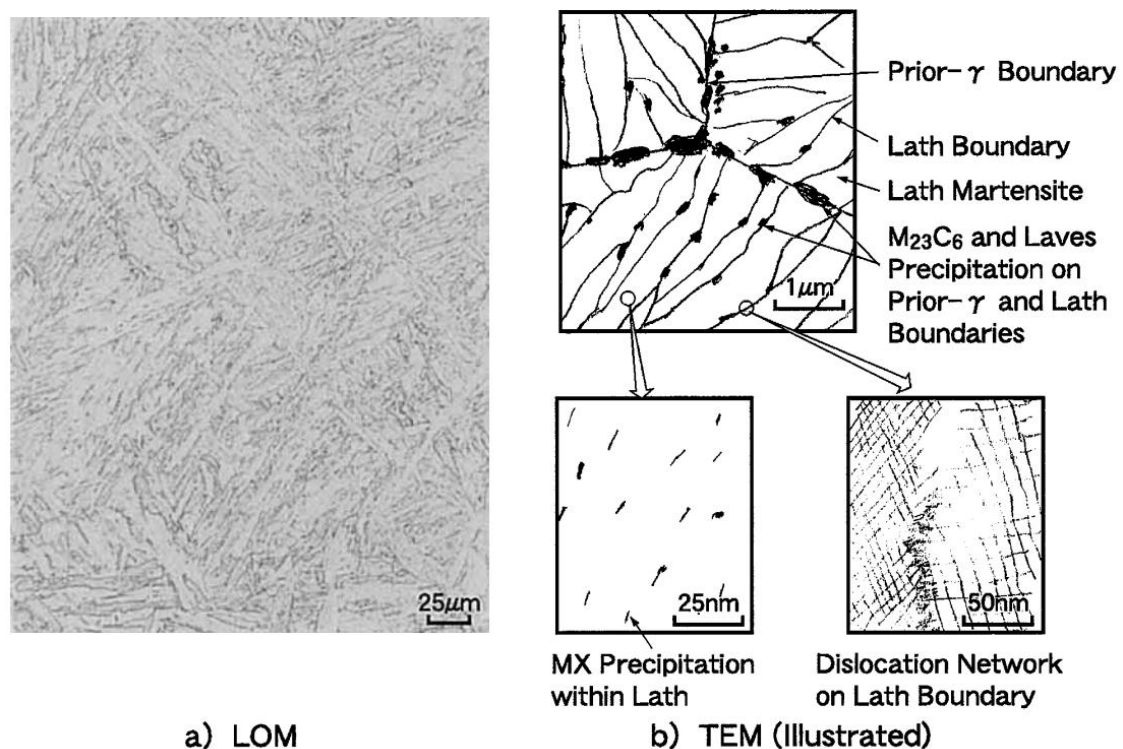 25μm
a) LOM
Prior-γ Boundary
Lath Boundary
Lath Martensite
M₂₃C₆ and Laves
Precipitation on
Prior-γ and Lath
Boundaries
1μm
25nm
50nm
MX Precipitation
within Lath
Dislocation Network
on Lath Boundary
b) TEM (Illustrated)